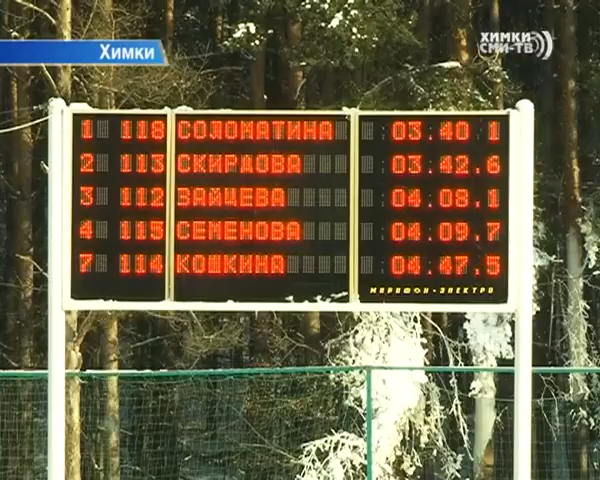 ХИМКИ
СМИ-ТВ
Химки
1 118 СОЛОМАТИНА 03.40 1
2 113 СКИРДОВА 03.42.6
3 112 ЗАЙЦЕВА 04.08.1
4 115 СЕМЕНОВА 04.09.7
7 114 КОШКИНА 04.47.5
МАРАФОН-ЭЛЕКТРО